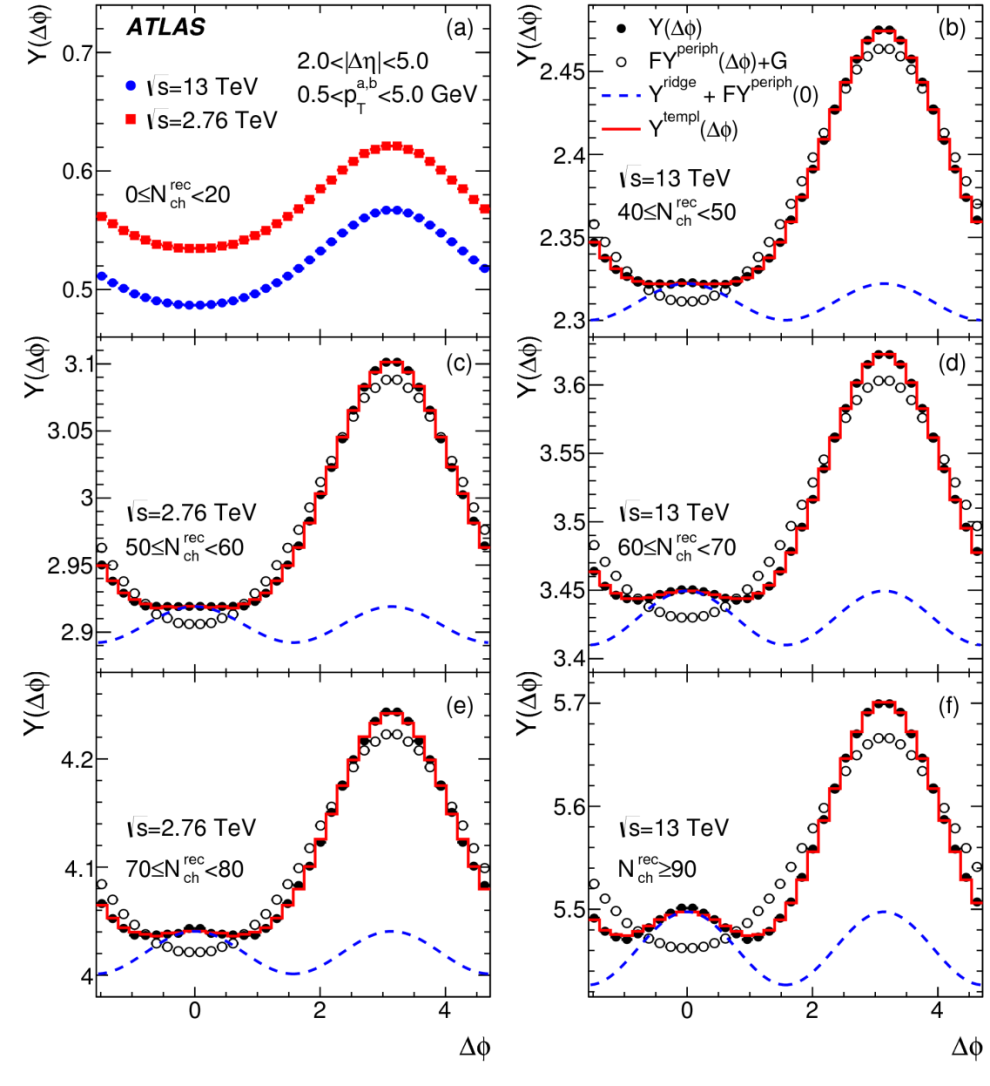 Y(Δϕ)
0.7
0.6
0.5
ATLAS
(a)
√s=13 TeV
√s=2.76 TeV
2.0<|Δη|<5.0
0.5<p_T^{a,b}<5.0 GeV
0≤N_ch^rec<20
Y(Δϕ)
2.45
2.4
2.35
2.3
(b)
Y(Δϕ)
FY^periph(Δϕ)+G
Y^ridge + FY^periph(0)
Y^templ(Δϕ)
√s=13 TeV
40≤N_ch^rec<50
Y(Δϕ)
3.1
3.05
3
2.95
2.9
(c)
√s=2.76 TeV
50≤N_ch^rec<60
Y(Δϕ)
3.6
3.55
3.5
3.45
3.4
(d)
√s=13 TeV
60≤N_ch^rec<70
Y(Δϕ)
4.2
4.1
4
(e)
√s=2.76 TeV
70≤N_ch^rec<80
0 2 4
Δϕ
Y(Δϕ)
5.7
5.6
5.5
(f)
√s=13 TeV
N_ch^rec≥90
0 2 4
Δϕ